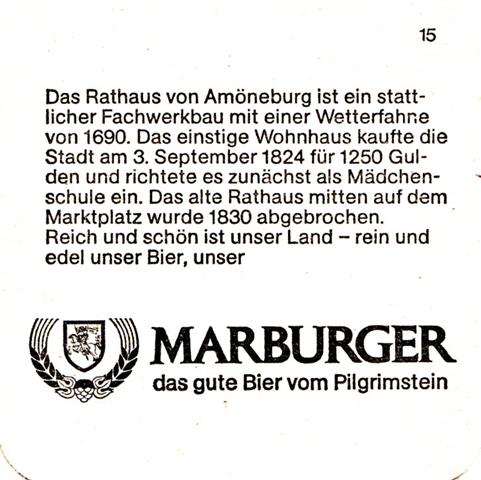 15
Das Rathaus von Amöneburg ist ein statt-
licher Fachwerkbau mit einer Wetterfahne
von 1690. Das einstige Wohnhaus kaufte die
Stadt am 3. September 1824 für 1250 Gul-
den und richtete es zunächst als Mädchen-
schule ein. Das alte Rathaus mitten auf dem
Marktplatz wurde 1830 abgebrochen.
Reich und schön ist unser Land – rein und
edel unser Bier, unser
MARBURGER
das gute Bier vom Pilgrimstein